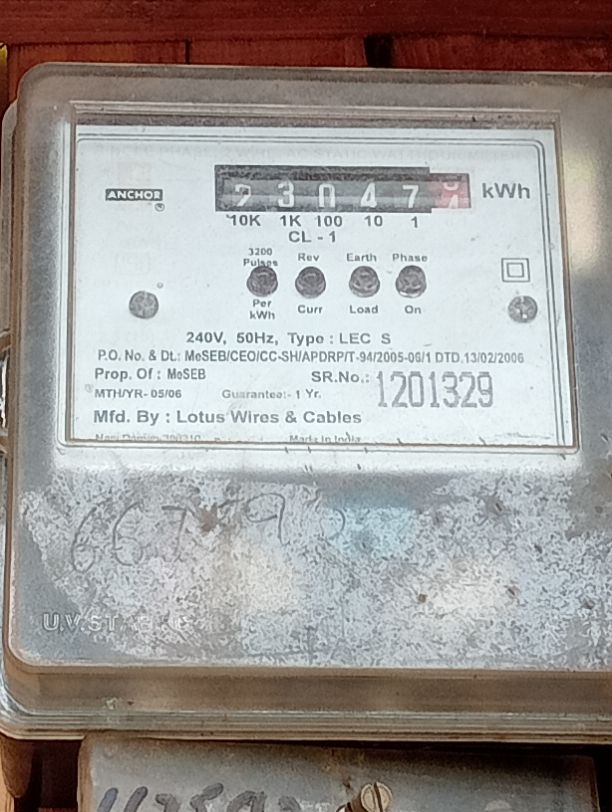 ANCHOR
®
2 3 0 4 7
kWh
10K 1K 100 10 1
CL - 1
3200 Pulses Rev Earth Phase
Per kWh Curr Load On
240V, 50Hz, Type : LEC S
P.O. No. & DL: MeSEB/CEO/CC-SH/APDRP/T-94/2005-06/1 DTD.13/02/2006
Prop. Of : MeSEB SR.No.: 1201329
MTH/YR- 05/06 Guarantee:- 1 Yr.
Mfd. By : Lotus Wires & Cables
Made In India